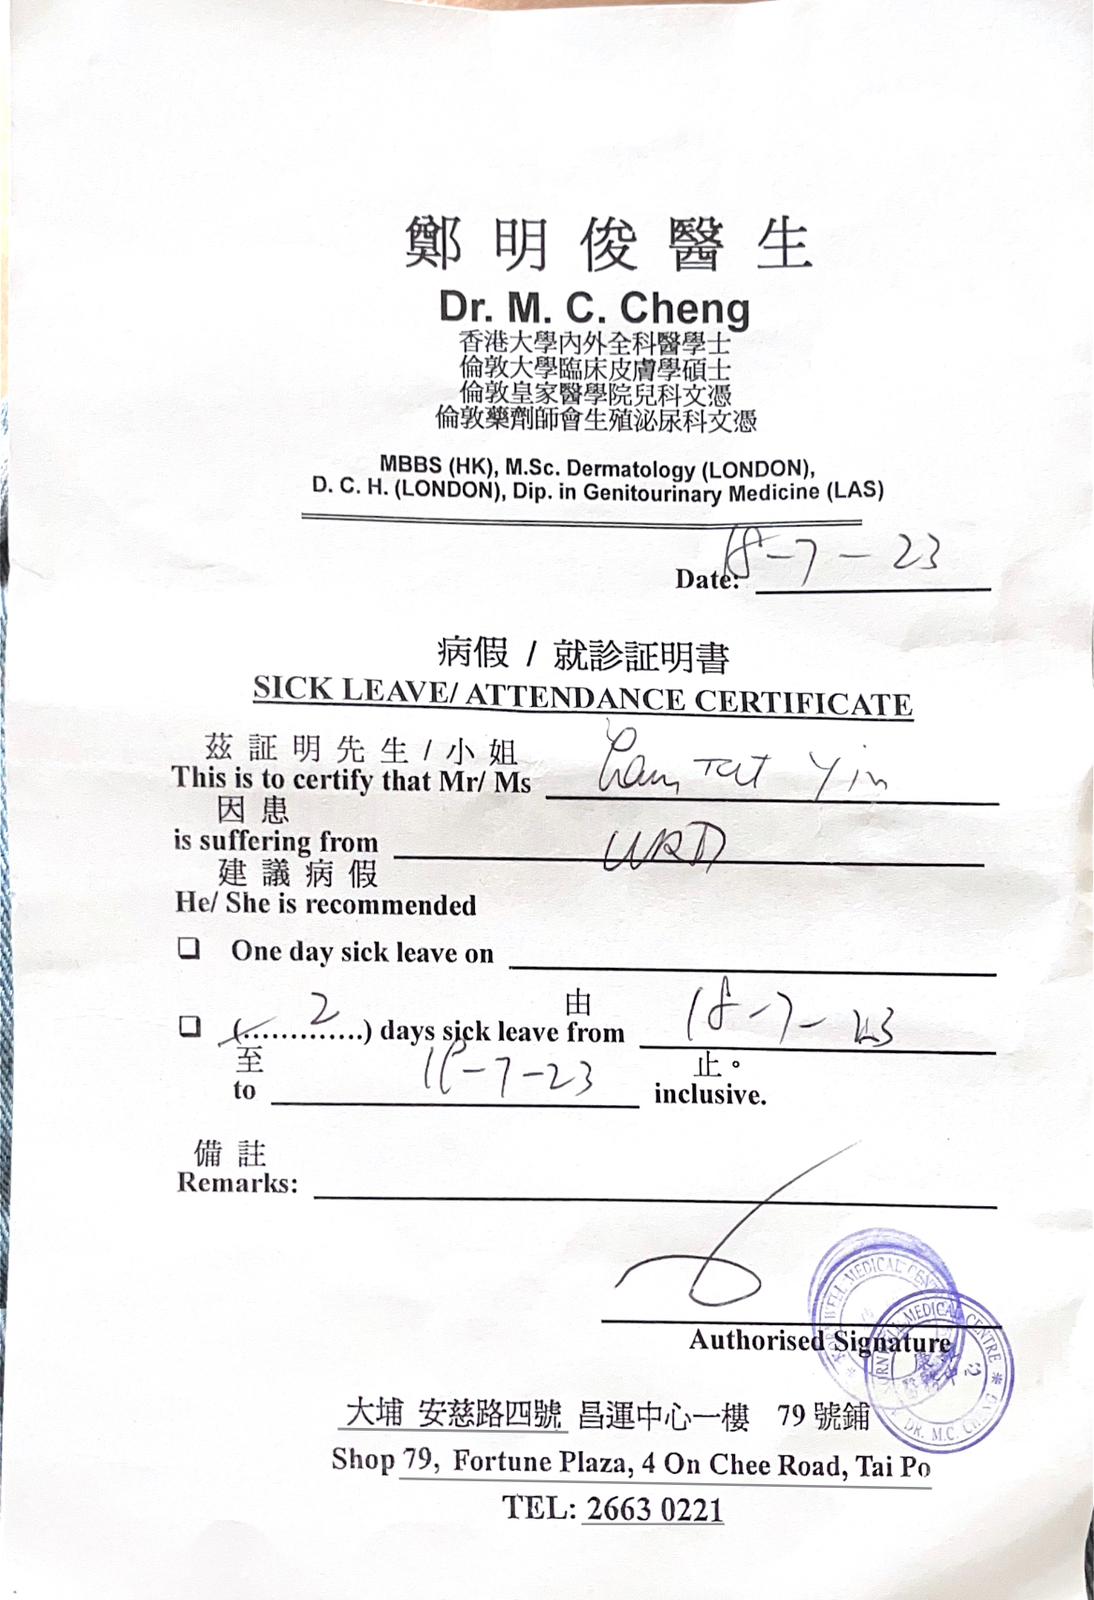 鄭明俊醫生
Dr. M. C. Cheng
香港大學內外全科醫學士
倫敦大學臨床皮膚學碩士
倫敦皇家醫學院兒科文憑
倫敦藥劑師會生殖泌尿科文憑
MBBS (HK), M.Sc. Dermatology (LONDON),
D. C. H. (LONDON), Dip. in Genitourinary Medicine (LAS)
Date: 18-7-23
病假 / 就診証明書
SICK LEAVE/ ATTENDANCE CERTIFICATE
茲証明先生 / 小姐
This is to certify that Mr/ Ms Tat Yin
因患
is suffering from
建議病假
He/ She is recommended
❑ One day sick leave on
由
❑ (......2.......) days sick leave from 18-7-23
至 止。
to -7-23 inclusive.
備註
Remarks:
Authorised Signature
MEDICAL CENTRE
DR. M.C. CHENG
大埔 安慈路四號 昌運中心一樓 79 號鋪
Shop 79, Fortune Plaza, 4 On Chee Road, Tai Po
TEL: 2663 0221